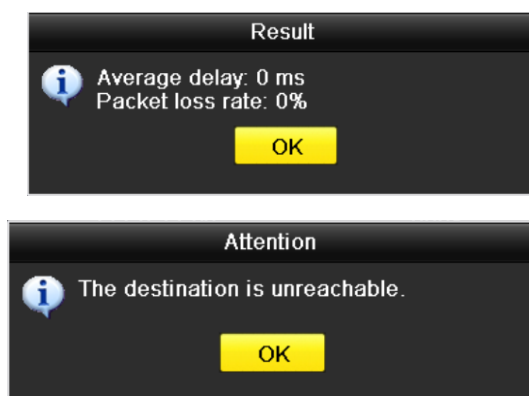 Result
Average delay: 0 ms
Packet loss rate: 0%
OK
Attention
The destination is unreachable.
OK